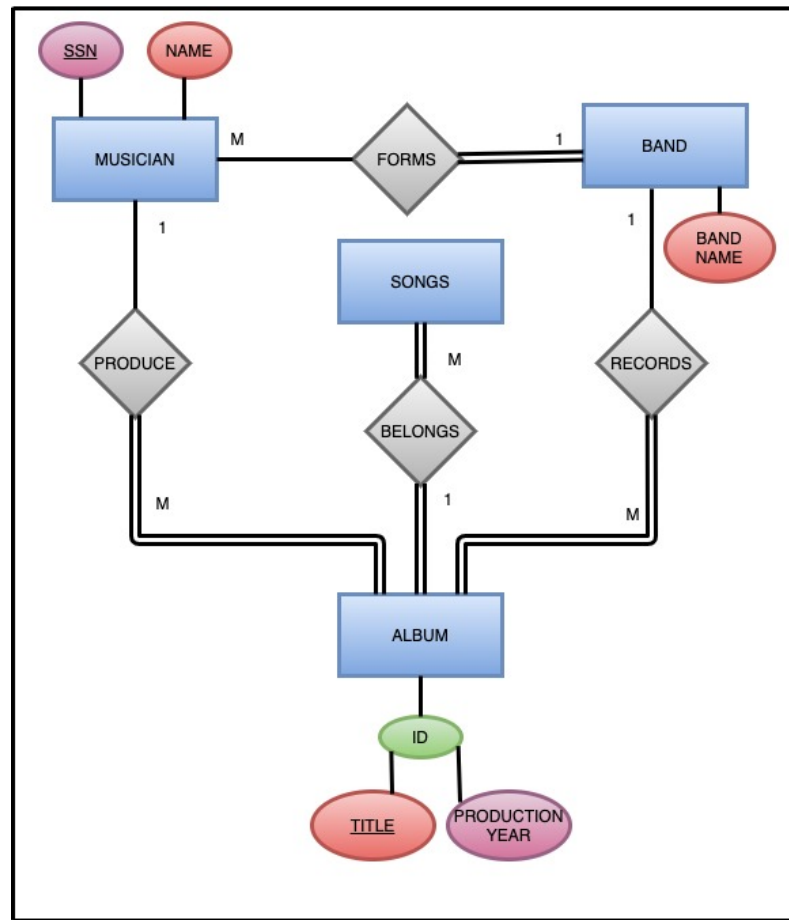 SSN
NAME
MUSICIAN
M
FORMS
1
BAND
1
1
BAND
NAME
SONGS
PRODUCE
M
RECORDS
BELONGS
M
1
M
ALBUM
ID
TITLE
PRODUCTION
YEAR